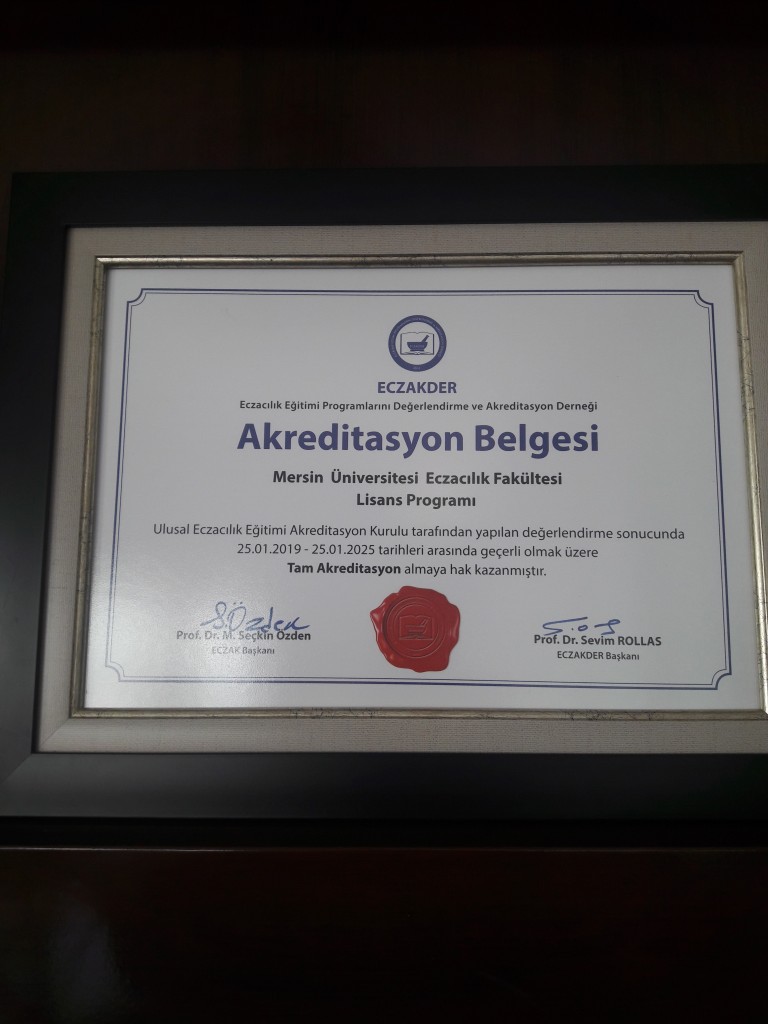 ECZAKDER
Eczacılık Eğitimi Programlarını Değerlendirme ve Akreditasyon Derneği
Akreditasyon Belgesi
Mersin Üniversitesi Eczacılık Fakültesi
Lisans Programı
Ulusal Eczacılık Eğitimi Akreditasyon Kurulu tarafından yapılan değerlendirme sonucunda
25.01.2019 - 25.01.2025 tarihleri arasında geçerli olmak üzere
Tam Akreditasyon almaya hak kazanmıştır.
S.Özden
Prof. Dr. M. Seçkin Özden
ECZAK Başkanı
Prof. Dr. Sevim ROLLAS
ECZAKDER Başkanı